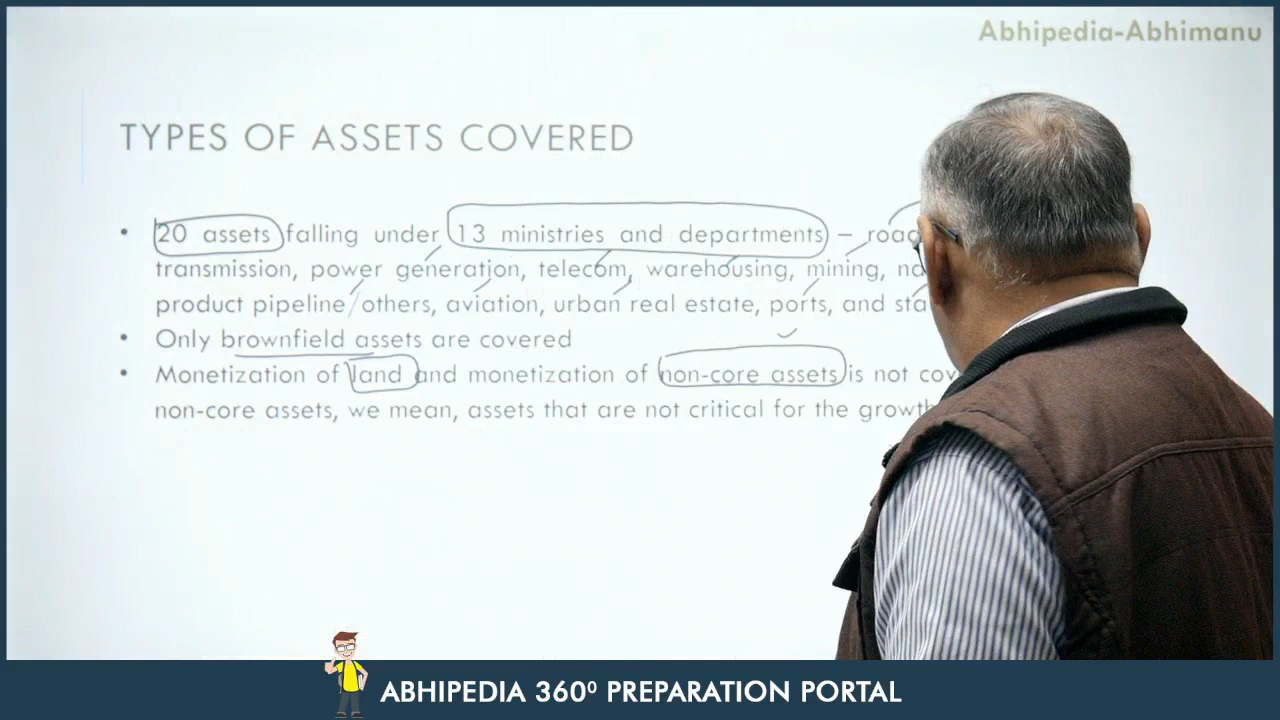 Abhipedia-Abhimanu
TYPES OF ASSETS COVERED
• 20 assets falling under 13 ministries and departments –
transmission, power generation, telecom, warehousing, mining,
product pipeline/others, aviation, urban real estate, ports, and
• Only brownfield assets are covered
• Monetization of land and monetization of non-core assets is not
non-core assets, we mean, assets that are not critical for the growth
ABHIPEDIA 360⁰ PREPARATION PORTAL